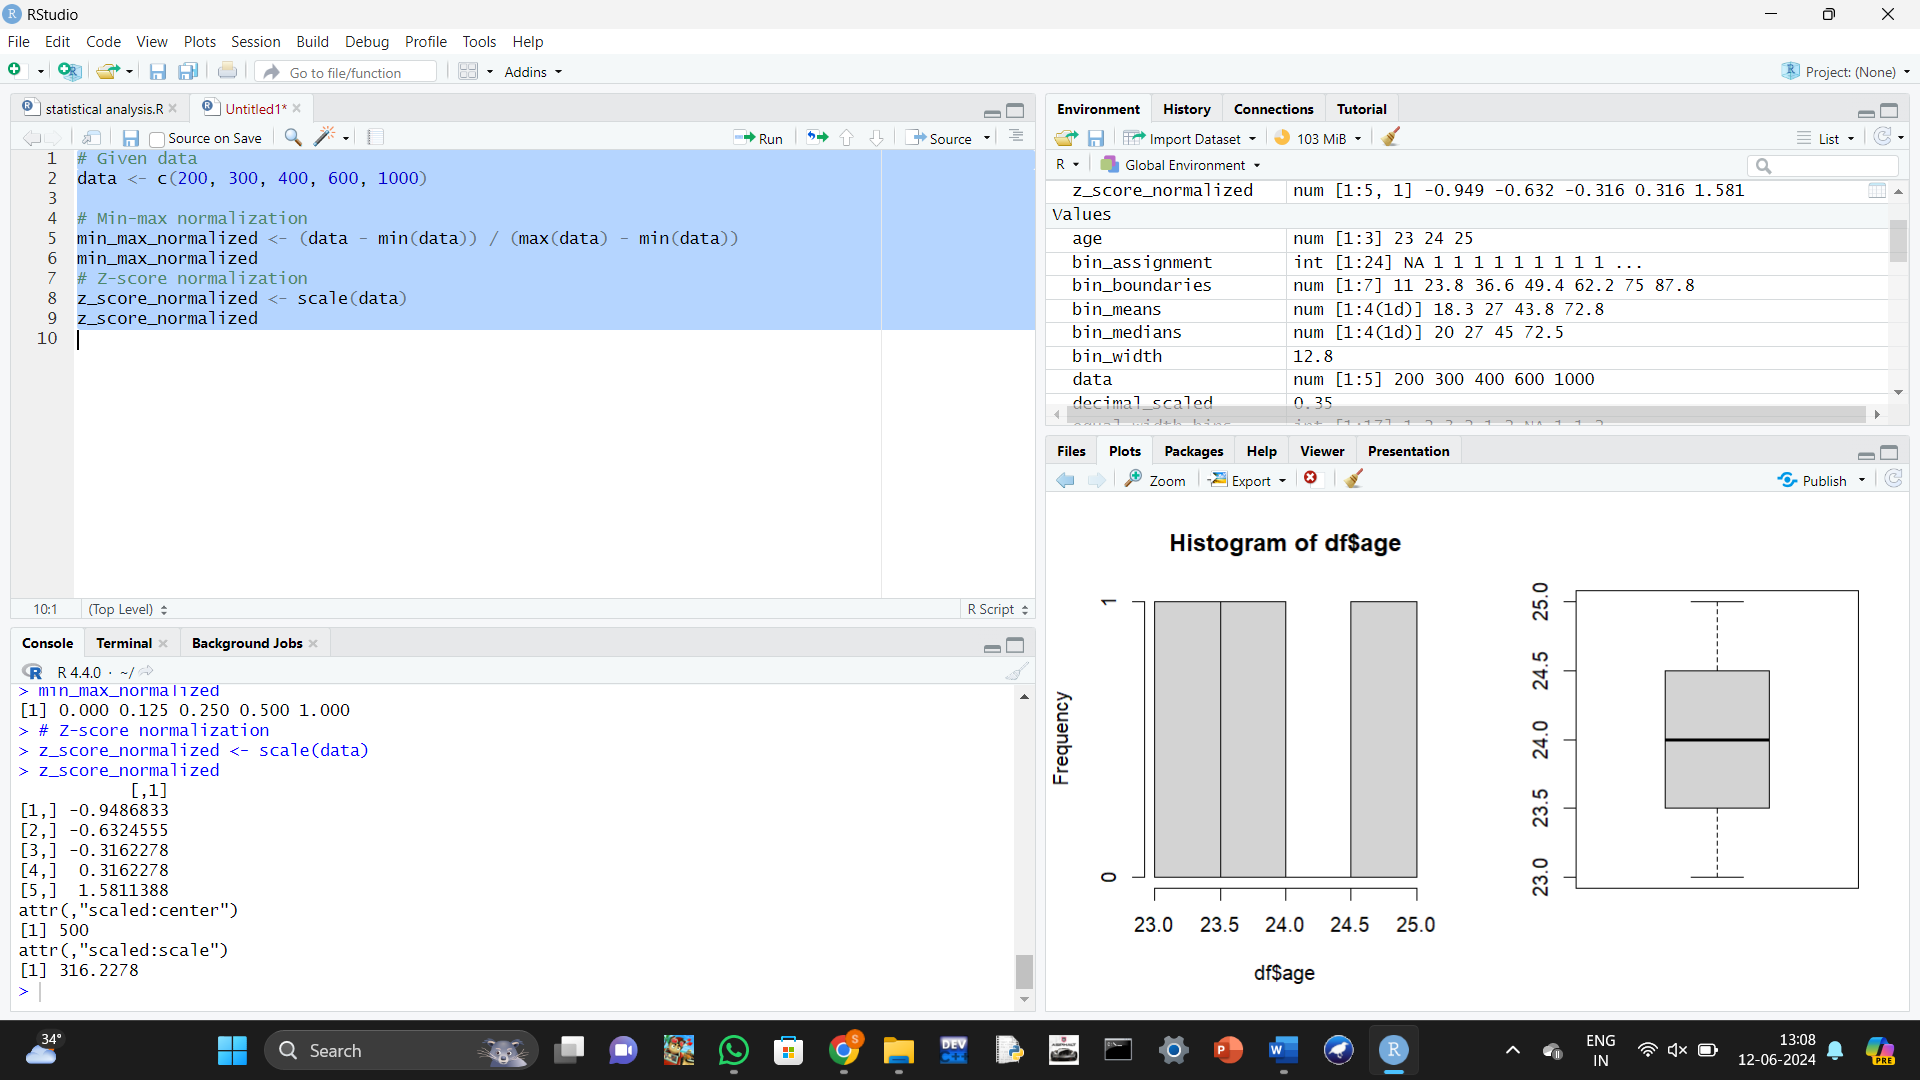 RStudio
File Edit Code View Plots Session Build Debug Profile Tools Help
Go to file/function
Addins
Project: (None)
statistical analysis.R
Untitled1*
Source on Save
Run
Source
1 # Given data
2 data <- c(200, 300, 400, 600, 1000)
3
4 # Min-max normalization
5 min_max_normalized <- (data - min(data)) / (max(data) - min(data))
6 min_max_normalized
7 # Z-score normalization
8 z_score_normalized <- scale(data)
9 z_score_normalized
10
10:1 (Top Level) R Script
Console Terminal Background Jobs
R 4.4.0 · ~/
> min_max_normalized
[1] 0.000 0.125 0.250 0.500 1.000
> # Z-score normalization
> z_score_normalized <- scale(data)
> z_score_normalized
[,1]
[1,] -0.9486833
[2,] -0.6324555
[3,] -0.3162278
[4,] 0.3162278
[5,] 1.5811388
attr(,"scaled:center")
[1] 500
attr(,"scaled:scale")
[1] 316.2278
>
Environment History Connections Tutorial
Import Dataset 103 MiB List
R Global Environment
z_score_normalized num [1:5, 1] -0.949 -0.632 -0.316 0.316 1.581
Values
age num [1:3] 23 24 25
bin_assignment int [1:24] NA 1 1 1 1 1 1 1 1 1 ...
bin_boundaries num [1:7] 11 23.8 36.6 49.4 62.2 75 87.8
bin_means num [1:4(1d)] 18.3 27 43.8 72.8
bin_medians num [1:4(1d)] 20 27 45 72.5
bin_width 12.8
data num [1:5] 200 300 400 600 1000
decimal_scaled 0.35
Files Plots Packages Help Viewer Presentation
Zoom Export Publish
Histogram of df$age
Frequency
0 1
23.0 23.5 24.0 24.5 25.0
df$age
23.0 23.5 24.0 24.5 25.0
34°
Search
DEV C++
ENG
IN
13:08
12-06-2024
PRE